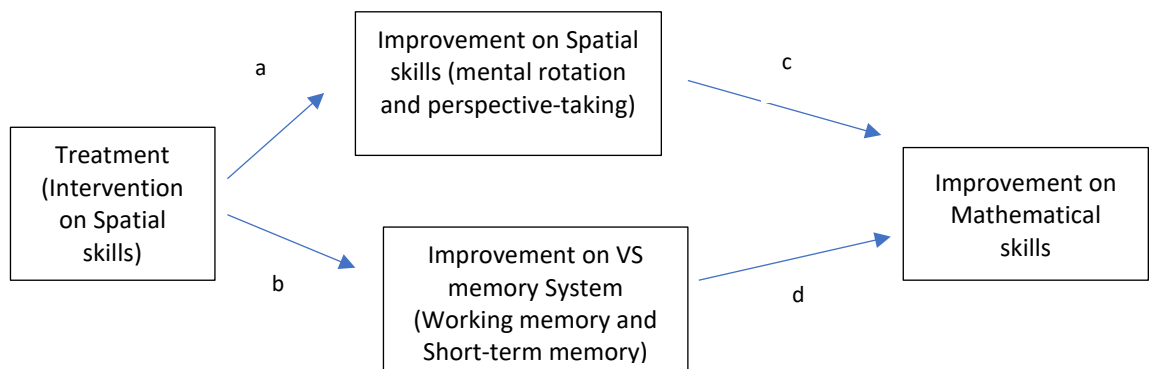 a
Improvement on Spatial
skills (mental rotation
and perspective-taking)
c
Treatment
(Intervention
on Spatial
skills)
b
Improvement on VS
memory System
(Working memory and
Short-term memory)
d
Improvement on
Mathematical
skills